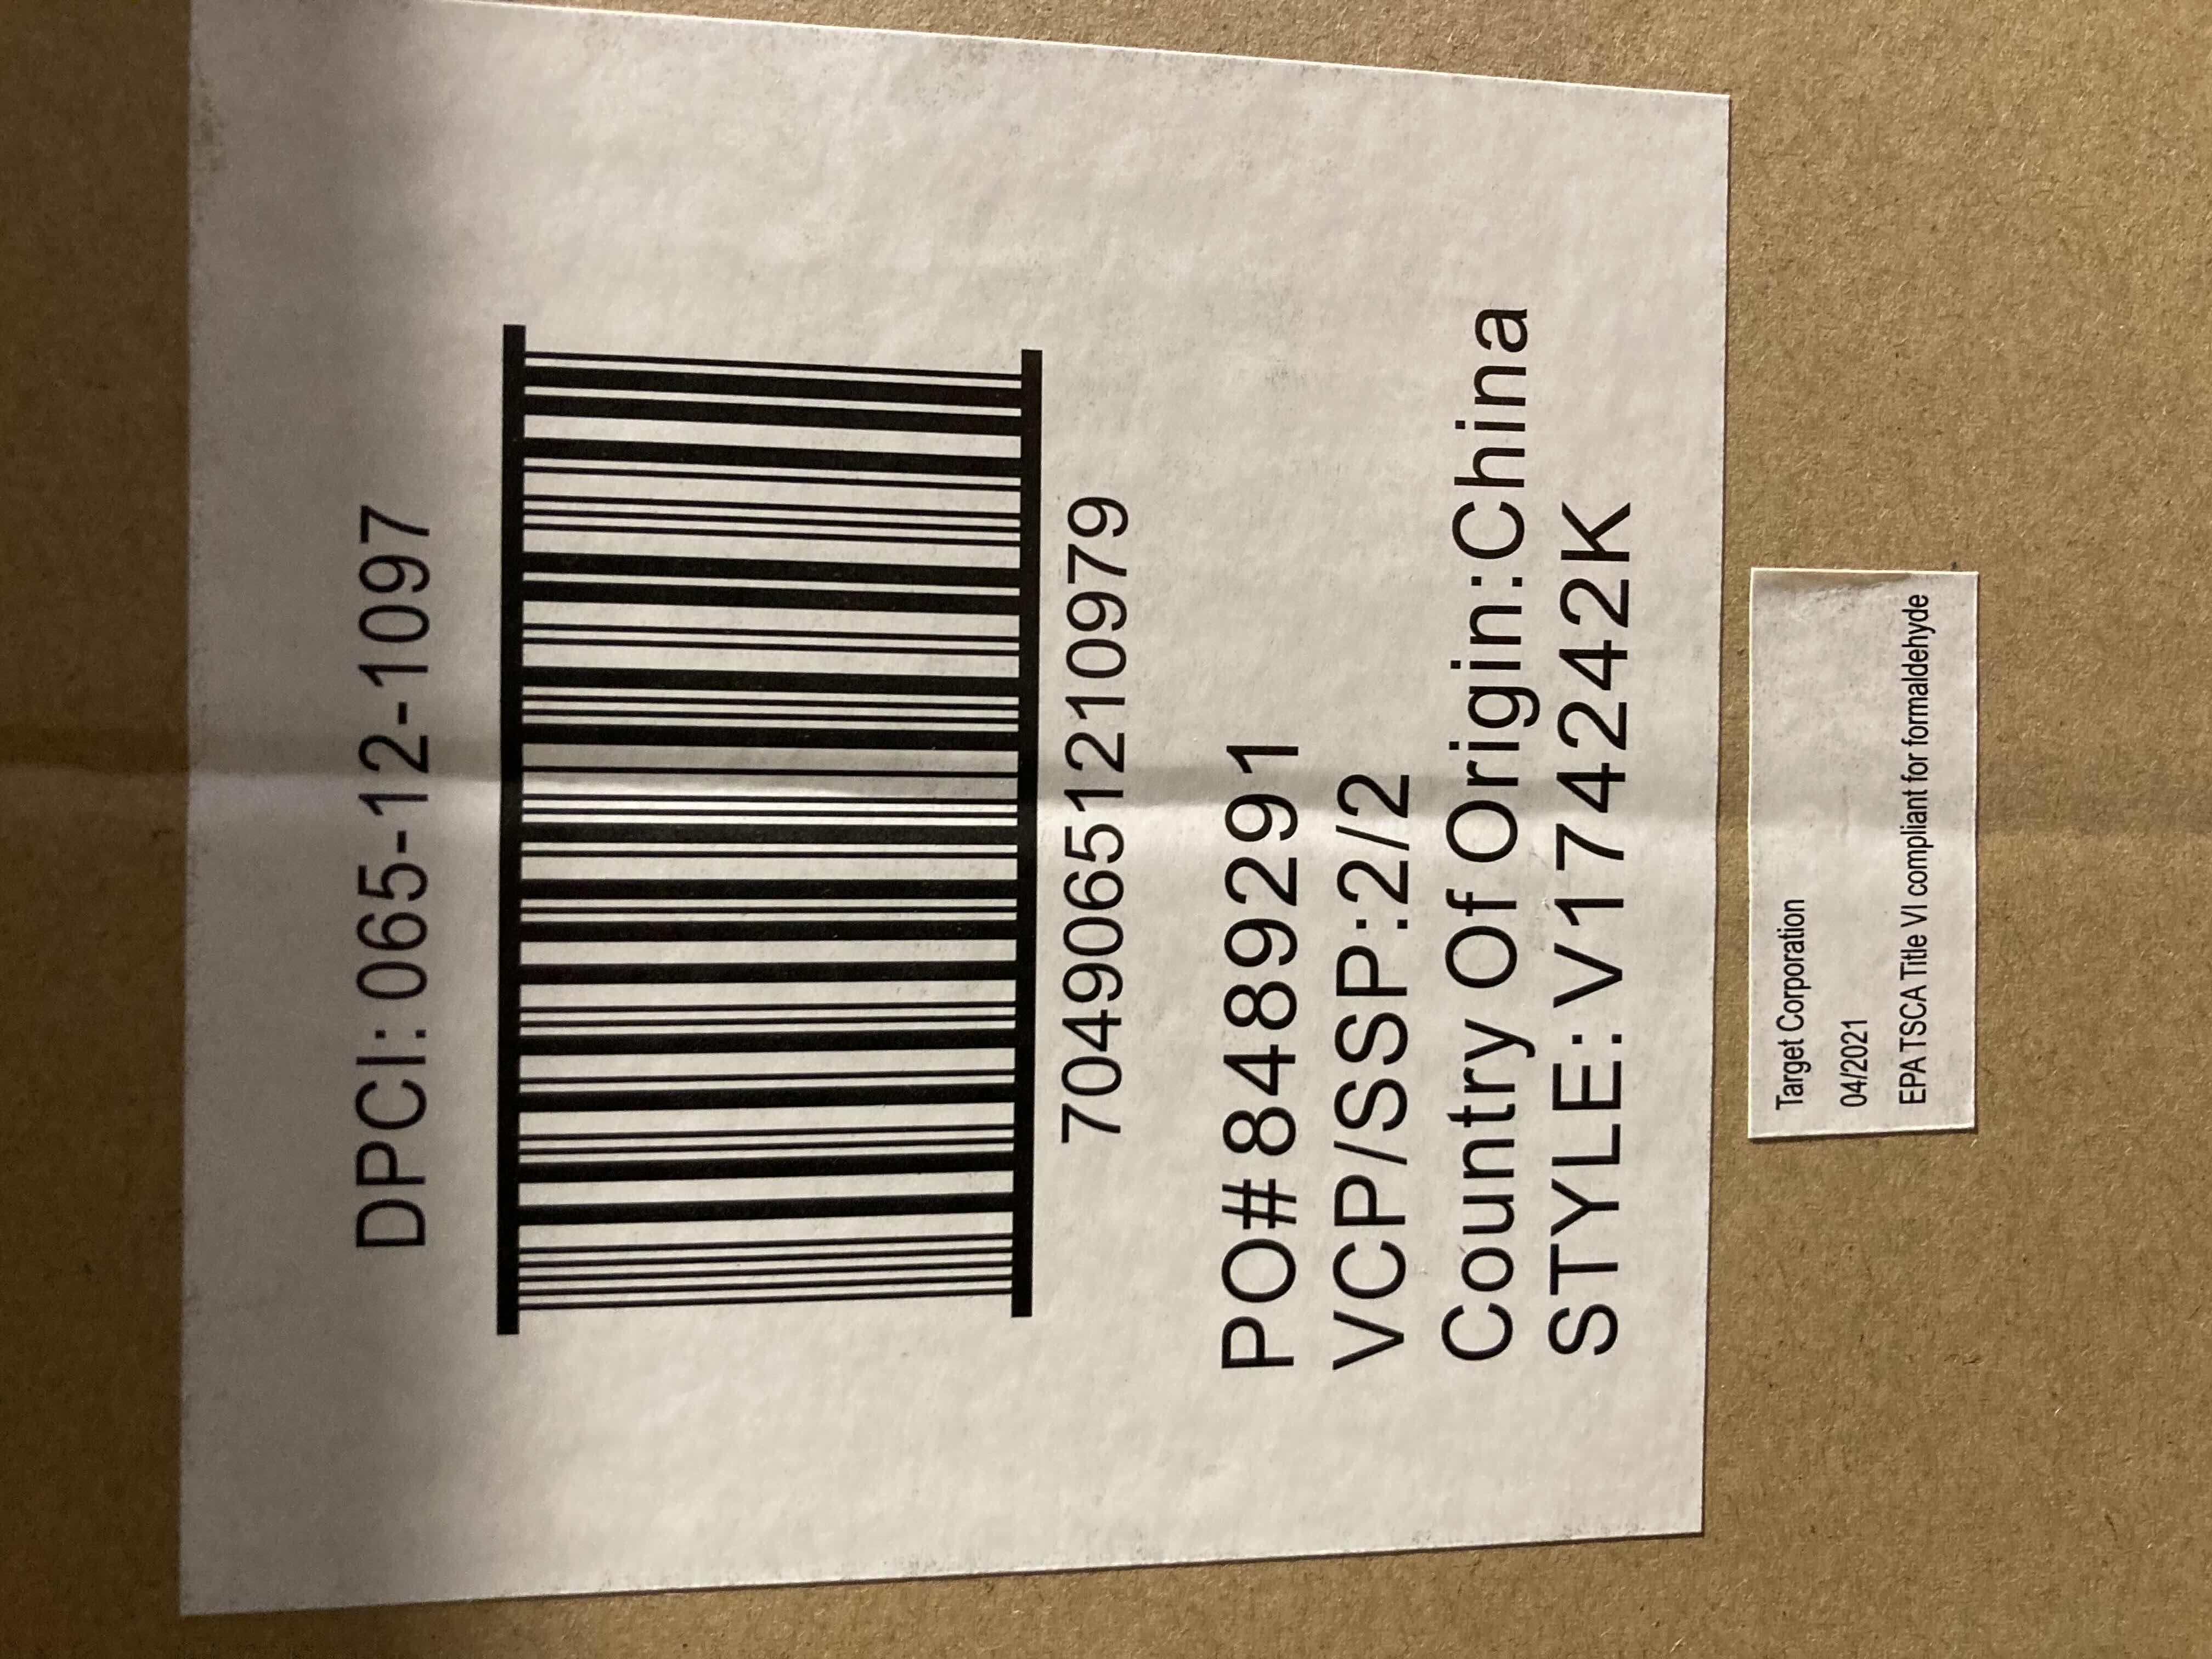 DPCI: 065-12-1097
70490651210979
PO# 8489291
VCP/SSP:2/2
Country Of Origin:China
STYLE:V174242K
Target Corporation
04/2021
EPA TSCA Title VI compliant for formaldehyde